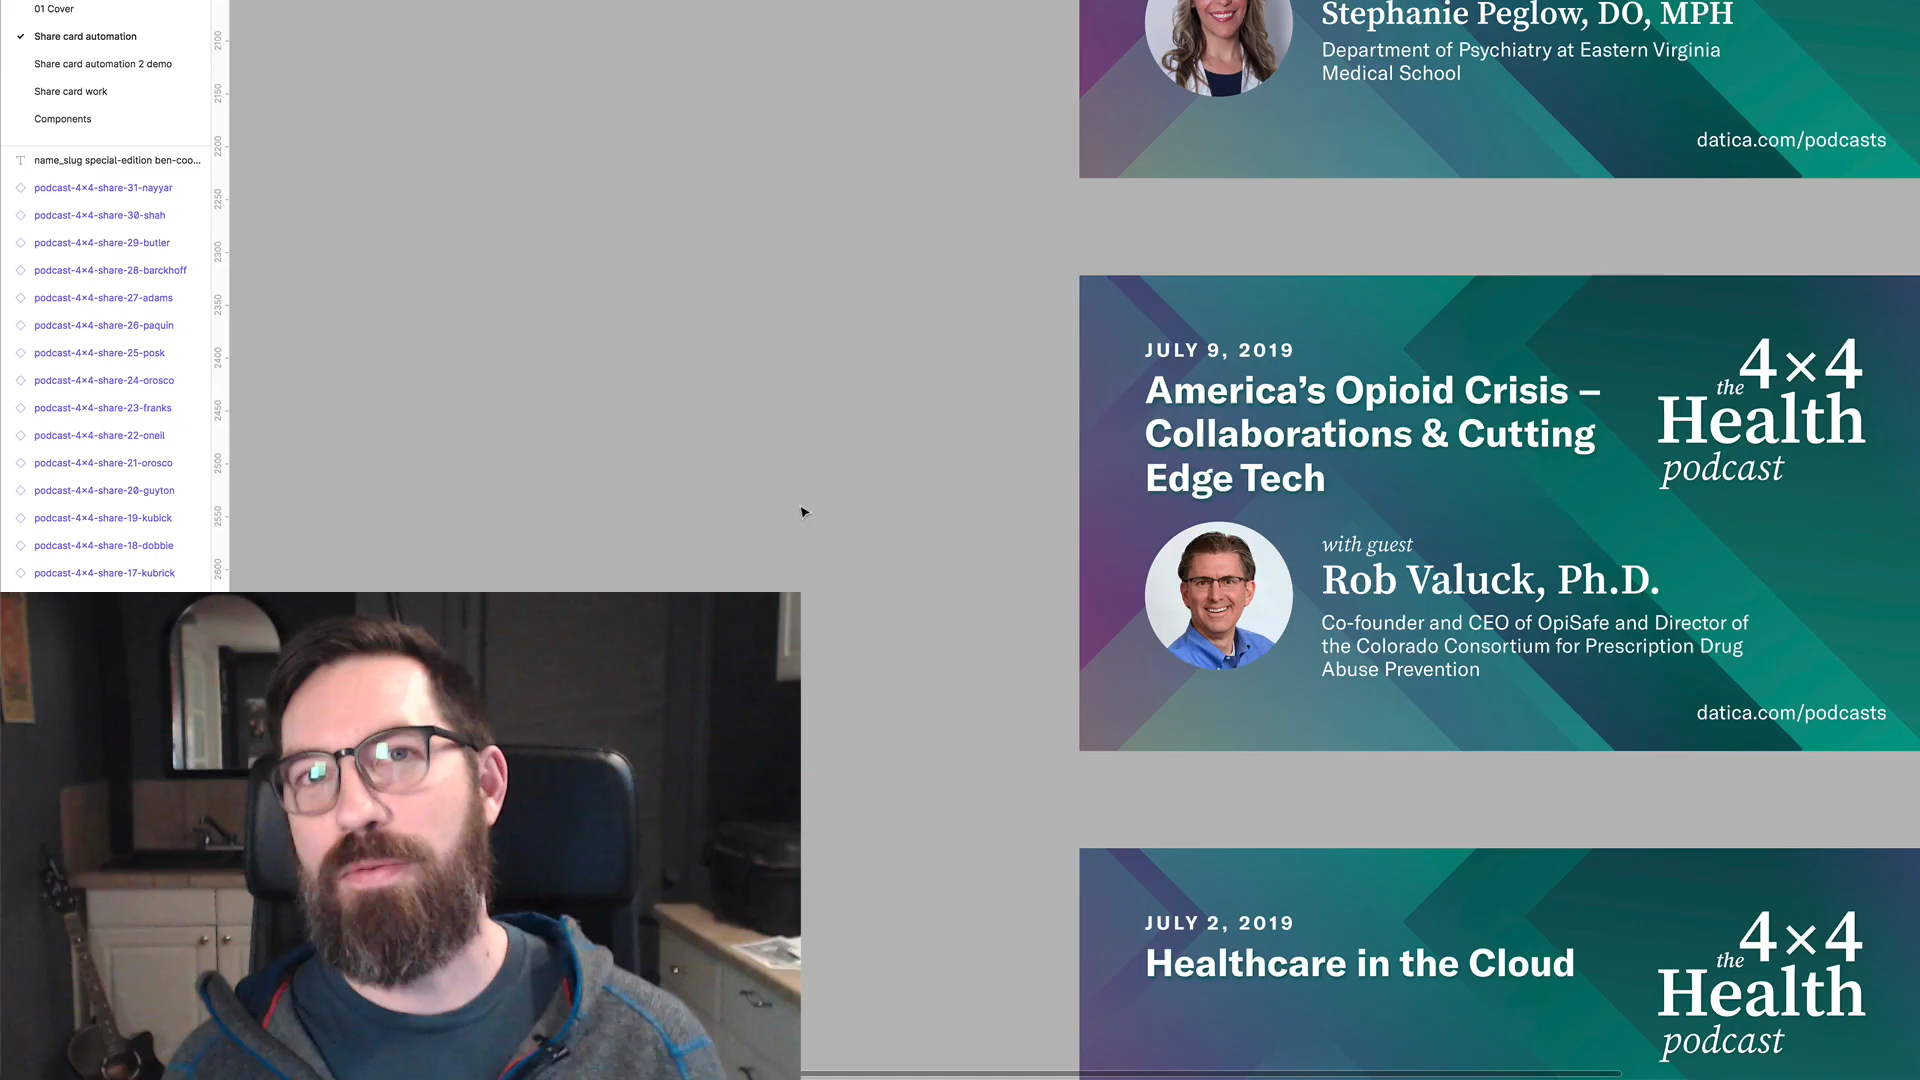 01 Cover
Share card automation
Share card automation 2 demo
Share card work
Components
name_slug special-edition ben-coo...
podcast-4×4-share-31-nayyar
podcast-4×4-share-30-shah
podcast-4×4-share-29-butler
podcast-4×4-share-28-barckhoff
podcast-4×4-share-27-adams
podcast-4×4-share-26-paquin
podcast-4×4-share-25-posk
podcast-4×4-share-24-orosco
podcast-4×4-share-23-franks
podcast-4×4-share-22-oneil
podcast-4×4-share-21-orosco
podcast-4×4-share-20-guyton
podcast-4×4-share-19-kubick
podcast-4×4-share-18-dobbie
podcast-4×4-share-17-kubrick
2100
2150
2200
2250
2300
2350
2400
2450
2500
2550
2600
Stephanie Peglow, DO, MPH
Department of Psychiatry at Eastern Virginia
Medical School
datica.com/podcasts
JULY 9, 2019
America’s Opioid Crisis –
Collaborations & Cutting
Edge Tech
the 4×4
Health
podcast
with guest
Rob Valuck, Ph.D.
Co-founder and CEO of OpiSafe and Director of
the Colorado Consortium for Prescription Drug
Abuse Prevention
datica.com/podcasts
JULY 2, 2019
Healthcare in the Cloud
the 4×4
Health
podcast